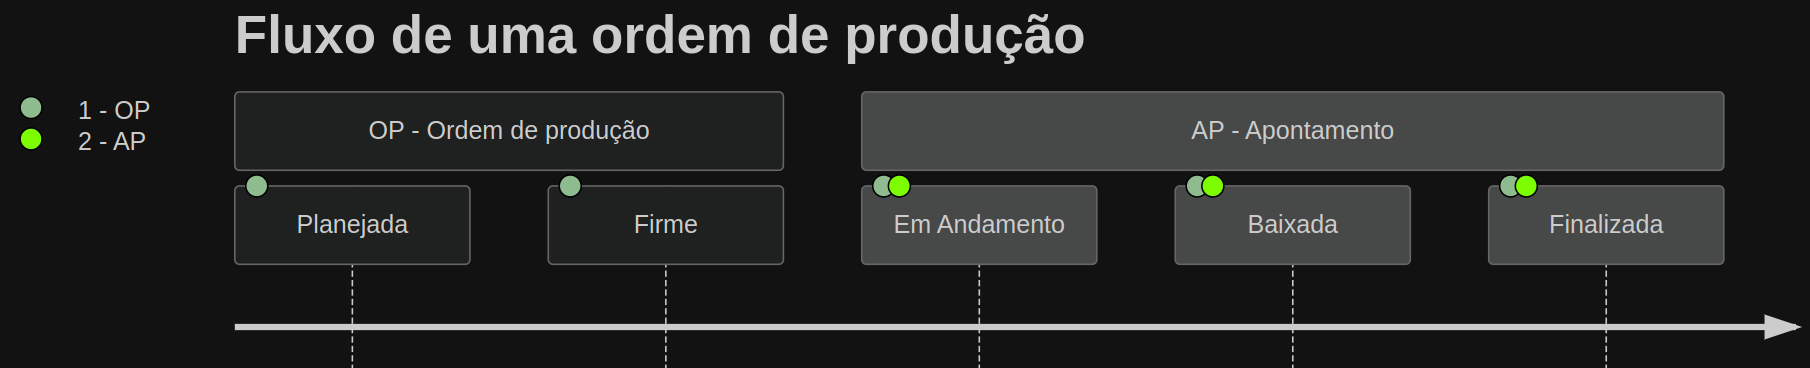 Fluxo de uma ordem de produção
1 - OP
2 - AP
OP - Ordem de produção
AP - Apontamento
Planejada
Firme
Em Andamento
Baixada
Finalizada